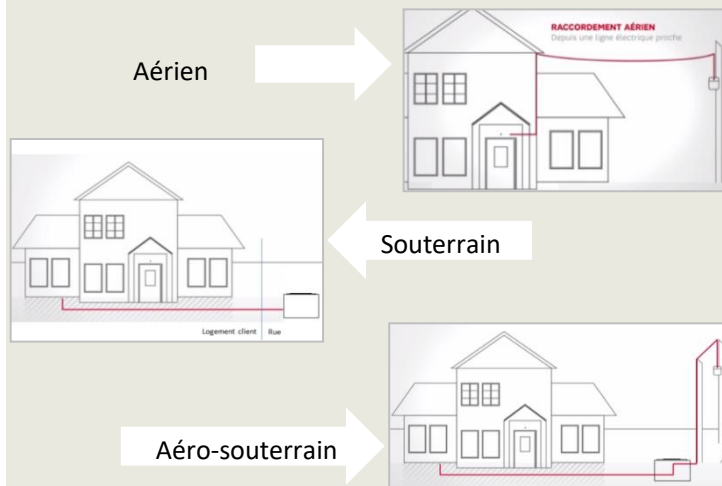 RACCORDEMENT AÉRIEN
Depuis une ligne électrique proche
Aérien
Souterrain
Logement client
Rue
Aéro-souterrain